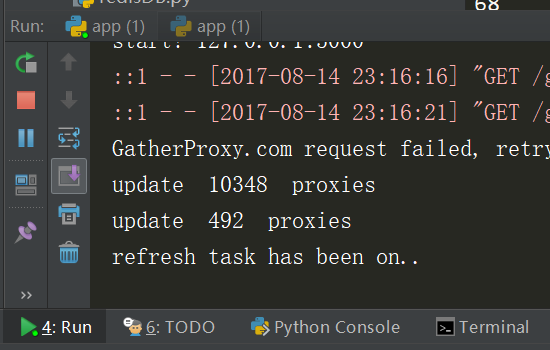 redisDB.py
68
Run: app (1) app (1)
start: 127.0.0.1:5000
::1 - - [2017-08-14 23:16:16] "GET /g
::1 - - [2017-08-14 23:16:21] "GET /g
GatherProxy.com request failed, retry
update 10348 proxies
update 492 proxies
refresh task has been on..
4: Run 6: TODO Python Console Terminal